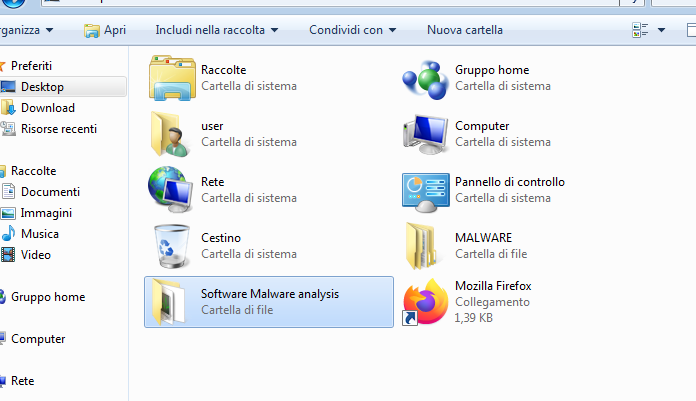 Apri Includi nella raccolta Condividi con Nuova cartella
Preferiti
Desktop
Download
Risorse recenti
Raccolte
Documenti
Immagini
Musica
Video
Gruppo home
Computer
Rete
Raccolte
Cartella di sistema
Gruppo home
Cartella di sistema
user
Cartella di sistema
Computer
Cartella di sistema
Rete
Cartella di sistema
Pannello di controllo
Cartella di sistema
Cestino
Cartella di sistema
MALWARE
Cartella di file
Software Malware analysis
Cartella di file
Mozilla Firefox
Collegamento
1,39 KB